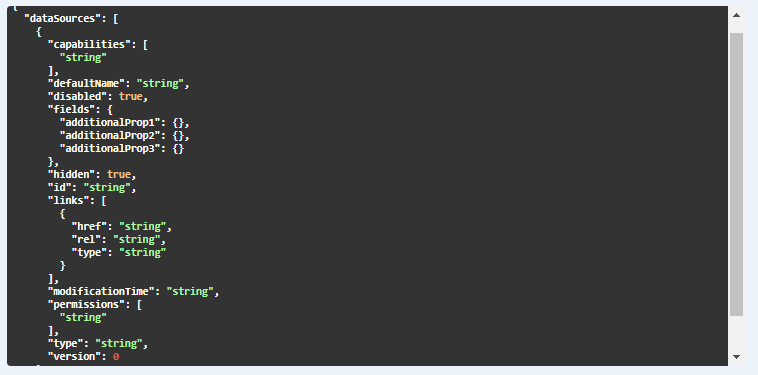 {
  "dataSources": [
    {
      "capabilities": [
        "string"
      ],
      "defaultName": "string",
      "disabled": true,
      "fields": {
        "additionalProp1": {},
        "additionalProp2": {},
        "additionalProp3": {}
      },
      "hidden": true,
      "id": "string",
      "links": [
        {
          "href": "string",
          "rel": "string",
          "type": "string"
        }
      ],
      "modificationTime": "string",
      "permissions": [
        "string"
      ],
      "type": "string",
      "version": 0